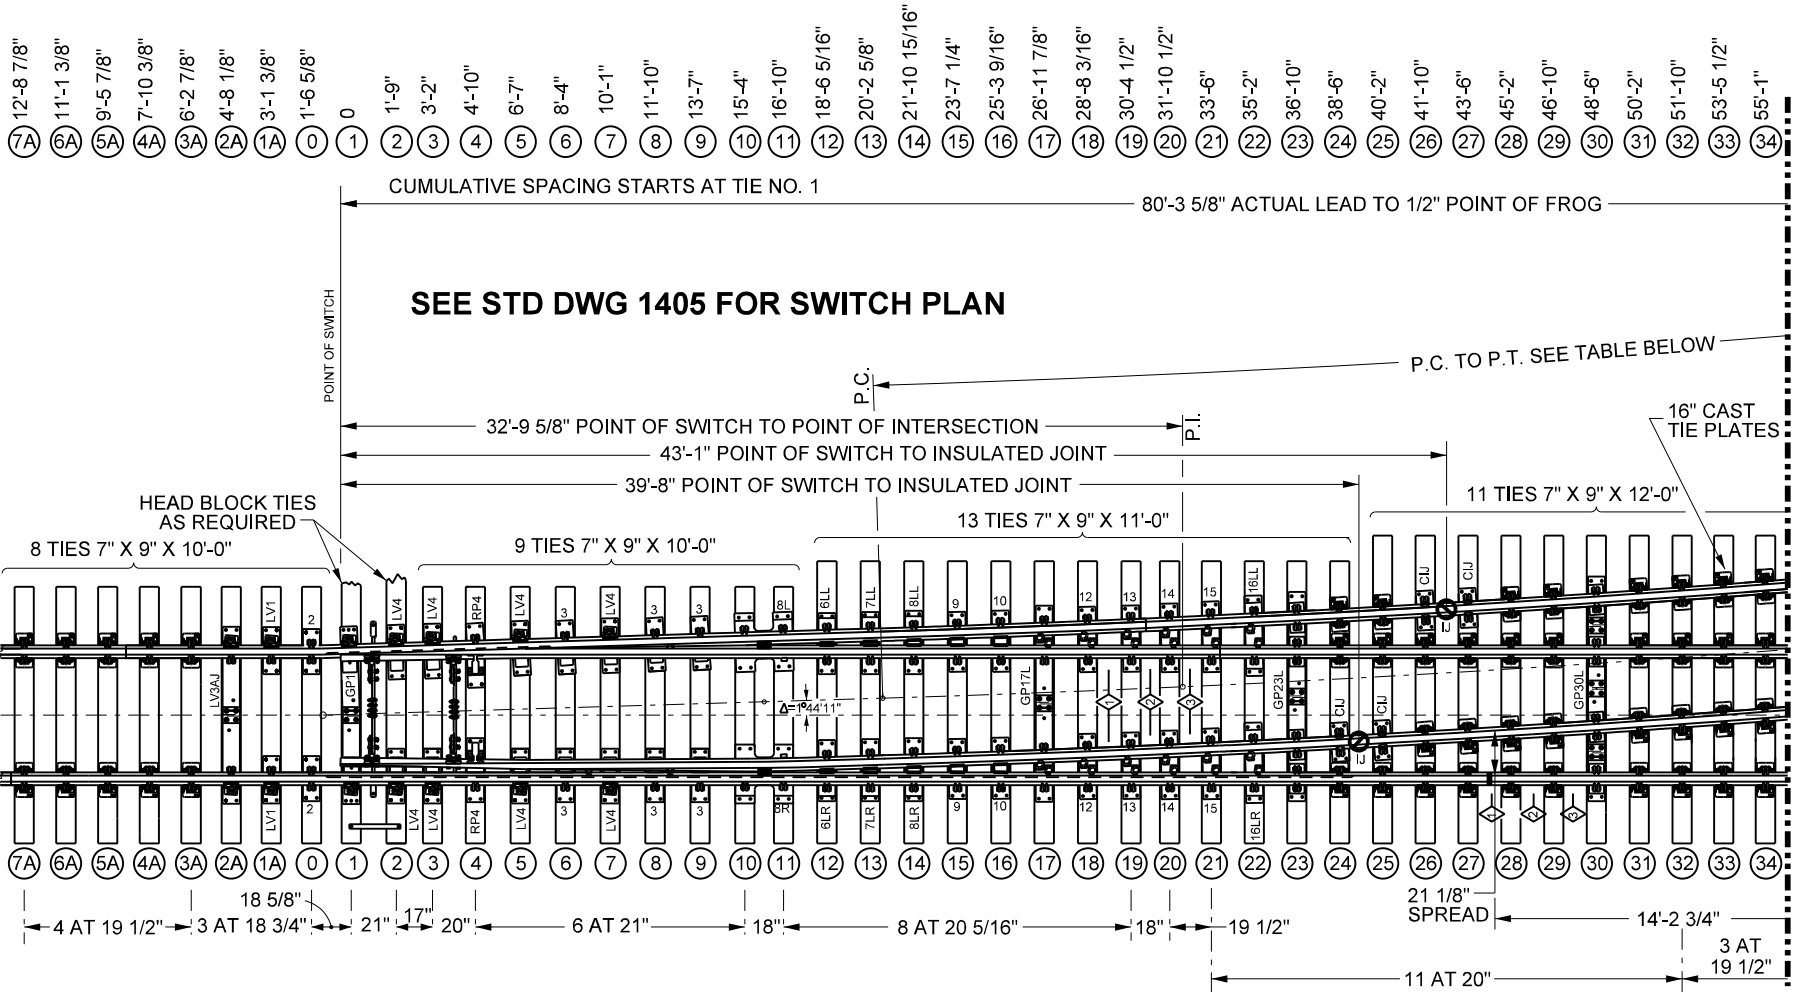 12'-8 7/8" 11'-1 3/8" 9'-5 7/8" 7'-10 3/8" 6'-2 7/8" 4'-8 1/8" 3'-1 3/8" 1'-6 5/8" 0 1'-9" 3'-2" 4'-10" 6'-7" 8'-4" 10'-1" 11'-10" 13'-7" 15'-4" 16'-10" 18'-6 5/16" 20'-2 5/8" 21'-10 15/16" 23'-7 1/4" 25'-3 9/16" 26'-11 7/8" 28'-8 3/16" 30'-4 1/2" 31'-10 1/2" 33'-6" 35'-2" 36'-10" 38'-6" 40'-2" 41'-10" 43'-6" 45'-2" 46'-10" 48'-6" 50'-2" 51'-10" 53'-5 1/2" 55'-1"
7A 6A 5A 4A 3A 2A 1A 0 1 2 3 4 5 6 7 8 9 10 11 12 13 14 15 16 17 18 19 20 21 22 23 24 25 26 27 28 29 30 31 32 33 34
CUMULATIVE SPACING STARTS AT TIE NO. 1
80'-3 5/8" ACTUAL LEAD TO 1/2" POINT OF FROG
POINT OF SWITCH
SEE STD DWG 1405 FOR SWITCH PLAN
P.C. TO P.T. SEE TABLE BELOW
P.C.
32'-9 5/8" POINT OF SWITCH TO POINT OF INTERSECTION
P.I.
16" CAST
TIE PLATES
43'-1" POINT OF SWITCH TO INSULATED JOINT
39'-8" POINT OF SWITCH TO INSULATED JOINT
HEAD BLOCK TIES
AS REQUIRED
11 TIES 7" X 9" X 12'-0"
13 TIES 7" X 9" X 11'-0"
8 TIES 7" X 9" X 10'-0"
9 TIES 7" X 9" X 10'-0"
LV1 2 LV4 LV4 RP4 LV4 3 LV4 3 3 8L 6LL 7LL 8LL 9 10 12 13 14 15 16LL CIJ CIJ
IJ
LV3AJ GP1 GP17L GP23L GP30L
1 2 3
CIJ CIJ
Δ=1°44'11"
IJ
LV1 2 LV4 LV4 RP4 LV4 3 LV4 3 3 8R 6LR 7LR 8LR 9 10 12 13 14 15 16LR
1 2 3
7A 6A 5A 4A 3A 2A 1A 0 1 2 3 4 5 6 7 8 9 10 11 12 13 14 15 16 17 18 19 20 21 22 23 24 25 26 27 28 29 30 31 32 33 34
18 5/8"
21 1/8"
SPREAD
4 AT 19 1/2" 3 AT 18 3/4" 21" 17" 20" 6 AT 21" 18" 8 AT 20 5/16" 18" 19 1/2"
14'-2 3/4"
11 AT 20"
3 AT
19 1/2"